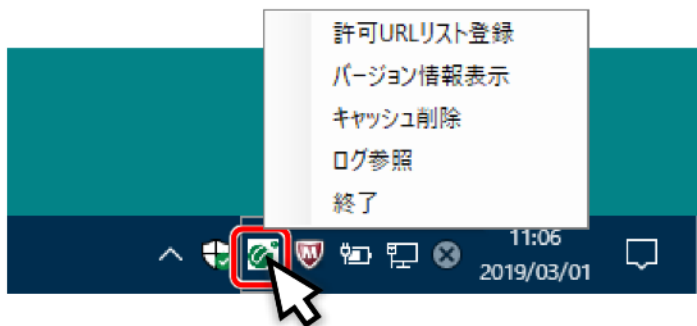 許可URLリスト登録
バージョン情報表示
キャッシュ削除
ログ参照
終了
11:06
2019/03/01